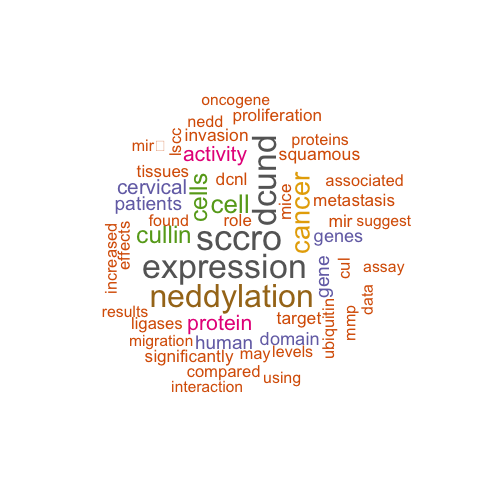 oncogene
nedd
proliferation
lscc
invasion
mir
activity
dcund
proteins
squamous
tissues
cervical
cells
dcnl
mice
cancer
associated
patients
cell
metastasis
found
role
mir
suggest
cullin
sccro
genes
increased
effects
expression
gene
cul
assay
neddylation
data
results
ligases
protein
target
ubiquitin
mmp
migration
human
domain
significantly
may
levels
compared
using
interaction